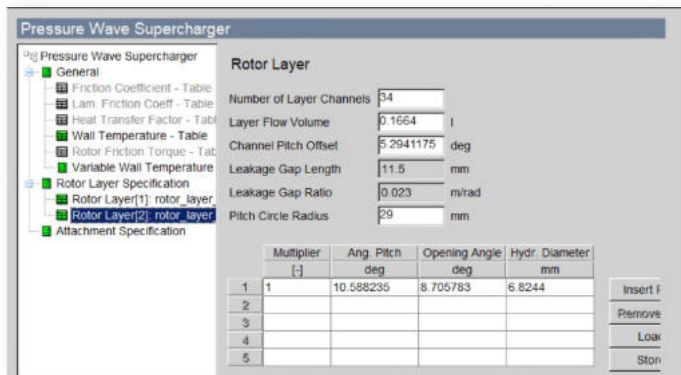 Pressure Wave Supercharger
Pressure Wave Supercharger
General
Friction Coefficient - Table
Lam. Friction Coeff - Table
Heat Transfer Factor - Tabl
Wall Temperature - Table
Rotor Friction Torque - Tab
Variable Wall Temperature
Rotor Layer Specification
Rotor Layer[1]: rotor_layer_
Rotor Layer[2]: rotor_layer_
Attachment Specification
Rotor Layer
Number of Layer Channels 34
Layer Flow Volume 0.1664 l
Channel Pitch Offset 5.2941175 deg
Leakage Gap Length 11.5 mm
Leakage Gap Ratio 0.023 m/rad
Pitch Circle Radius 29 mm
Multiplier Ang. Pitch Opening Angle Hydr. Diameter
[-] deg deg mm
1 1 10.588235 8.705783 6.8244
2
3
4
5
Insert
Remove
Loa
Stor